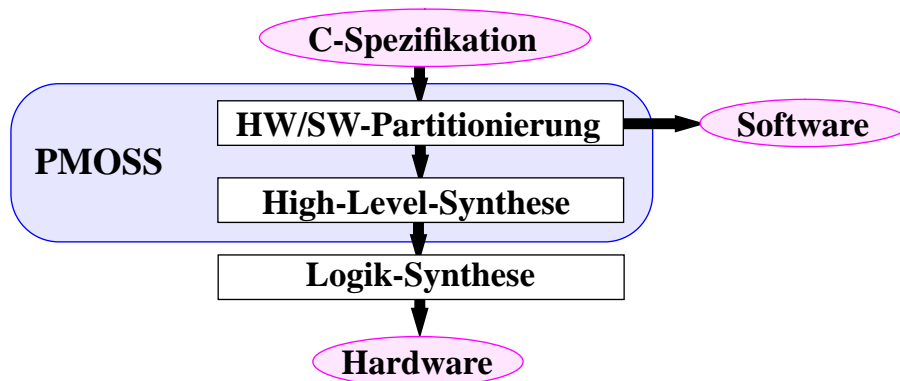 C-Spezifikation
HW/SW-Partitionierung
Software
PMOSS
High-Level-Synthese
Logik-Synthese
Hardware